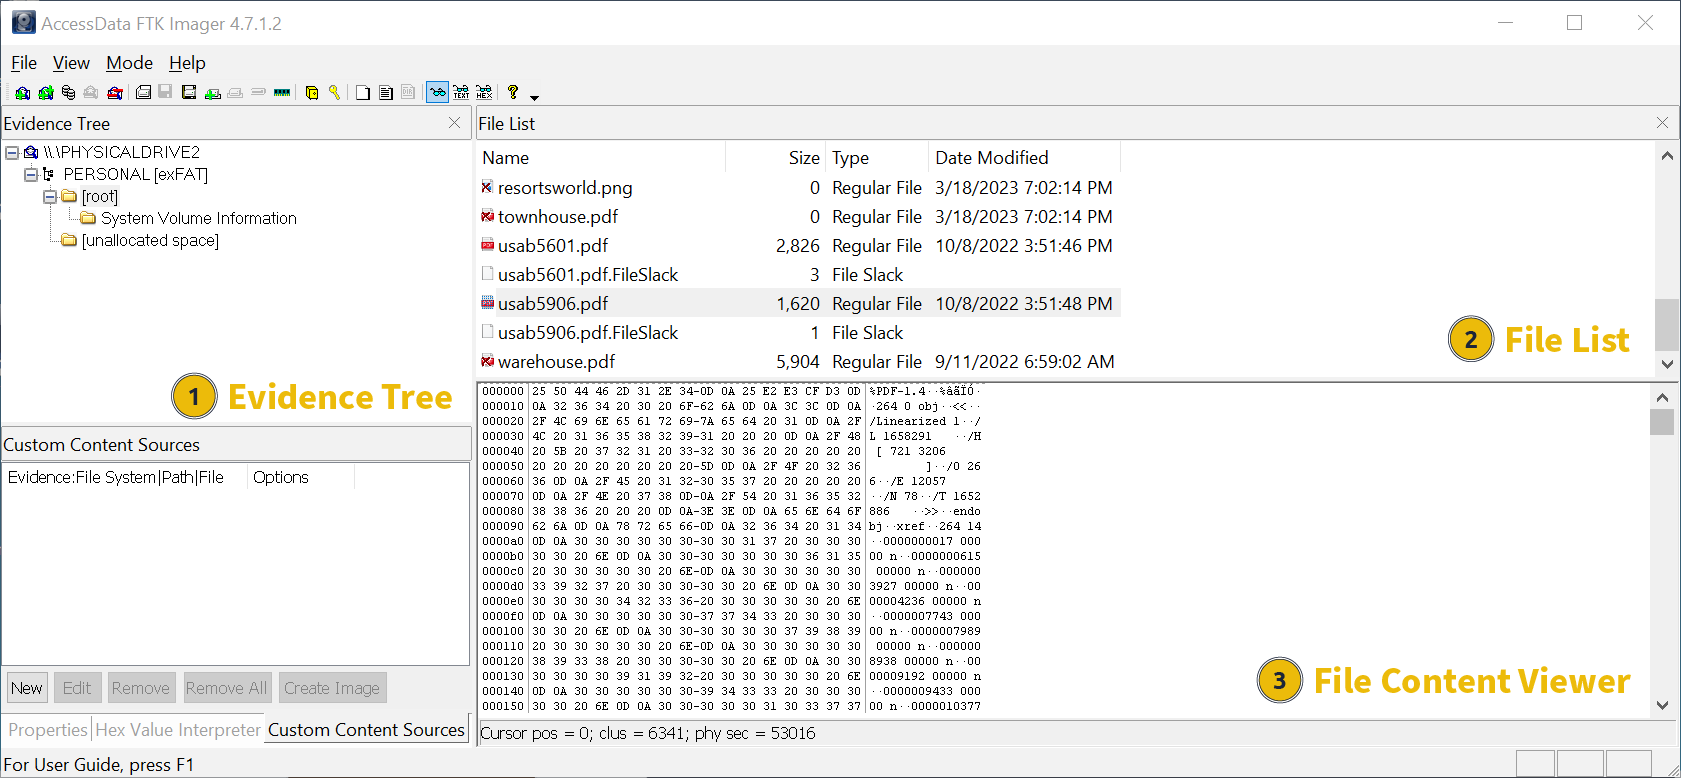 AccessData FTK Imager 4.7.1.2
File View Mode Help
TEXT HEX
Evidence Tree
\\.\PHYSICALDRIVE2
PERSONAL [exFAT]
[root]
System Volume Information
[unallocated space]
1 Evidence Tree
Custom Content Sources
Evidence:File System|Path|File Options
New Edit Remove Remove All Create Image
Properties Hex Value Interpreter Custom Content Sources
File List
Name Size Type Date Modified
resortsworld.png 0 Regular File 3/18/2023 7:02:14 PM
townhouse.pdf 0 Regular File 3/18/2023 7:02:14 PM
usab5601.pdf 2,826 Regular File 10/8/2022 3:51:46 PM
usab5601.pdf.FileSlack 3 File Slack
usab5906.pdf 1,620 Regular File 10/8/2022 3:51:48 PM
usab5906.pdf.FileSlack 1 File Slack
warehouse.pdf 5,904 Regular File 9/11/2022 6:59:02 AM
2 File List
000000 25 50 44 46 2D 31 2E 34-0D 0A 25 E2 E3 CF D3 0D %PDF-1.4··%âãÏÓ·
000010 0A 32 36 34 20 30 20 6F-62 6A 0D 0A 3C 3C 0D 0A ·264 0 obj··<<··
000020 2F 4C 69 6E 65 61 72 69-7A 65 64 20 31 0D 0A 2F /Linearized 1··/
000030 4C 20 31 36 35 38 32 39-31 20 20 20 0D 0A 2F 48 L 1658291   ··/H
000040 20 5B 20 37 32 31 20 33-32 30 36 20 20 20 20 20  [ 721 3206
000050 20 20 20 20 20 20 20 20-5D 0D 0A 2F 4F 20 32 36         ]··/O 26
000060 36 0D 0A 2F 45 20 31 32-30 35 37 20 20 20 20 20 6··/E 12057
000070 0D 0A 2F 4E 20 37 38 0D-0A 2F 54 20 31 36 35 32 ··/N 78··/T 1652
000080 38 38 36 20 20 20 0D 0A-3E 3E 0D 0A 65 6E 64 6F 886   ··>>··endo
000090 62 6A 0D 0A 78 72 65 66-0D 0A 32 36 34 20 31 34 bj··xref··264 14
0000a0 0D 0A 30 30 30 30 30 30-30 30 31 37 20 30 30 30 ··0000000017 000
0000b0 30 30 20 6E 0D 0A 30 30-30 30 30 30 30 36 31 35 00 n··0000000615
0000c0 20 30 30 30 30 30 20 6E-0D 0A 30 30 30 30 30 30  00000 n··000000
0000d0 33 39 32 37 20 30 30 30-30 30 20 6E 0D 0A 30 30 3927 00000 n··00
0000e0 30 30 30 30 34 32 33 36-20 30 30 30 30 30 20 6E 00004236 00000 n
0000f0 0D 0A 30 30 30 30 30 30-37 37 34 33 20 30 30 30 ··0000007743 000
000100 30 30 20 6E 0D 0A 30 30-30 30 30 30 37 39 38 39 00 n··0000007989
000110 20 30 30 30 30 30 20 6E-0D 0A 30 30 30 30 30 30  00000 n··000000
000120 38 39 33 38 20 30 30 30-30 30 20 6E 0D 0A 30 30 8938 00000 n··00
000130 30 30 30 30 39 31 39 32-20 30 30 30 30 30 20 6E 00009192 00000 n
000140 0D 0A 30 30 30 30 30 30-39 34 33 33 20 30 30 30 ··0000009433 000
000150 30 30 20 6E 0D 0A 30 30-30 30 30 31 30 33 37 37 00 n··0000010377
3 File Content Viewer
Cursor pos = 0; clus = 6341; phy sec = 53016
For User Guide, press F1